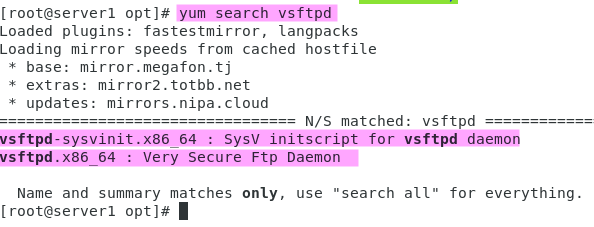 [root@server1 opt]# yum search vsftpd
Loaded plugins: fastestmirror, langpacks
Loading mirror speeds from cached hostfile
 * base: mirror.megafon.tj
 * extras: mirror2.totbb.net
 * updates: mirrors.nipa.cloud
================================ N/S matched: vsftpd ============
vsftpd-sysvinit.x86_64 : SysV initscript for vsftpd daemon
vsftpd.x86_64 : Very Secure Ftp Daemon
  Name and summary matches only, use "search all" for everything.
[root@server1 opt]#